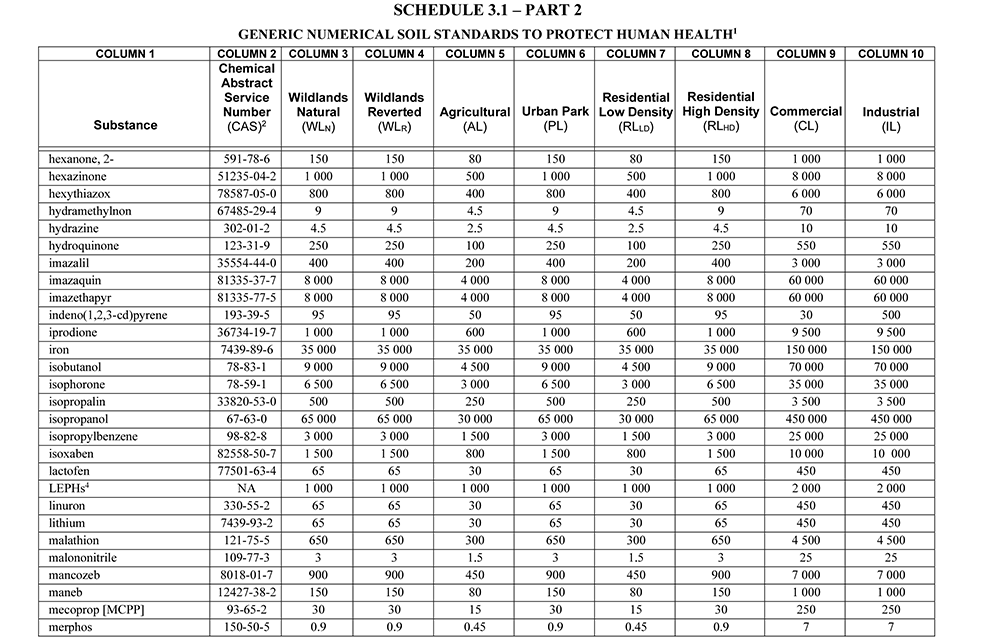 SCHEDULE 3.1 – PART 2
GENERIC NUMERICAL SOIL STANDARDS TO PROTECT HUMAN HEALTH1
COLUMN 1 COLUMN 2 COLUMN 3 COLUMN 4 COLUMN 5 COLUMN 6 COLUMN 7 COLUMN 8 COLUMN 9 COLUMN 10
Substance Chemical Abstract Service Number (CAS)2 Wildlands Natural (WLN) Wildlands Reverted (WLR) Agricultural (AL) Urban Park (PL) Residential Low Density (RLLD) Residential High Density (RLHD) Commercial (CL) Industrial (IL)
hexanone, 2- 591-78-6 150 150 80 150 80 150 1 000 1 000
hexazinone 51235-04-2 1 000 1 000 500 1 000 500 1 000 8 000 8 000
hexythiazox 78587-05-0 800 800 400 800 400 800 6 000 6 000
hydramethylnon 67485-29-4 9 9 4.5 9 4.5 9 70 70
hydrazine 302-01-2 4.5 4.5 2.5 4.5 2.5 4.5 10 10
hydroquinone 123-31-9 250 250 100 250 100 250 550 550
imazalil 35554-44-0 400 400 200 400 200 400 3 000 3 000
imazaquin 81335-37-7 8 000 8 000 4 000 8 000 4 000 8 000 60 000 60 000
imazethapyr 81335-77-5 8 000 8 000 4 000 8 000 4 000 8 000 60 000 60 000
indeno(1,2,3-cd)pyrene 193-39-5 95 95 50 95 50 95 30 500
iprodione 36734-19-7 1 000 1 000 600 1 000 600 1 000 9 500 9 500
iron 7439-89-6 35 000 35 000 35 000 35 000 35 000 35 000 150 000 150 000
isobutanol 78-83-1 9 000 9 000 4 500 9 000 4 500 9 000 70 000 70 000
isophorone 78-59-1 6 500 6 500 3 000 6 500 3 000 6 500 35 000 35 000
isopropalin 33820-53-0 500 500 250 500 250 500 3 500 3 500
isopropanol 67-63-0 65 000 65 000 30 000 65 000 30 000 65 000 450 000 450 000
isopropylbenzene 98-82-8 3 000 3 000 1 500 3 000 1 500 3 000 25 000 25 000
isoxaben 82558-50-7 1 500 1 500 800 1 500 800 1 500 10 000 10 000
lactofen 77501-63-4 65 65 30 65 30 65 450 450
LEPHs4 NA 1 000 1 000 1 000 1 000 1 000 1 000 2 000 2 000
linuron 330-55-2 65 65 30 65 30 65 450 450
lithium 7439-93-2 65 65 30 65 30 65 450 450
malathion 121-75-5 650 650 300 650 300 650 4 500 4 500
malononitrile 109-77-3 3 3 1.5 3 1.5 3 25 25
mancozeb 8018-01-7 900 900 450 900 450 900 7 000 7 000
maneb 12427-38-2 150 150 80 150 80 150 1 000 1 000
mecoprop [MCPP] 93-65-2 30 30 15 30 15 30 250 250
merphos 150-50-5 0.9 0.9 0.45 0.9 0.45 0.9 7 7